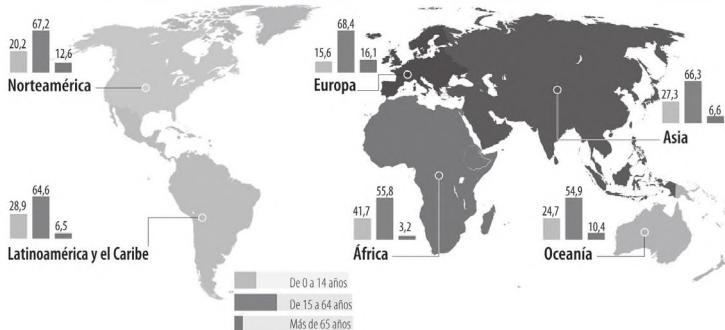 20,2 67,2 12,6
Norteamérica
15,6 68,4 16,1
Europa
27,3 66,3 6,6
Asia
28,9 64,6 6,5
Latinoamérica y el Caribe
41,7 55,8 3,2
África
24,7 54,9 10,4
Oceanía
De 0 a 14 años
De 15 a 64 años
Más de 65 años